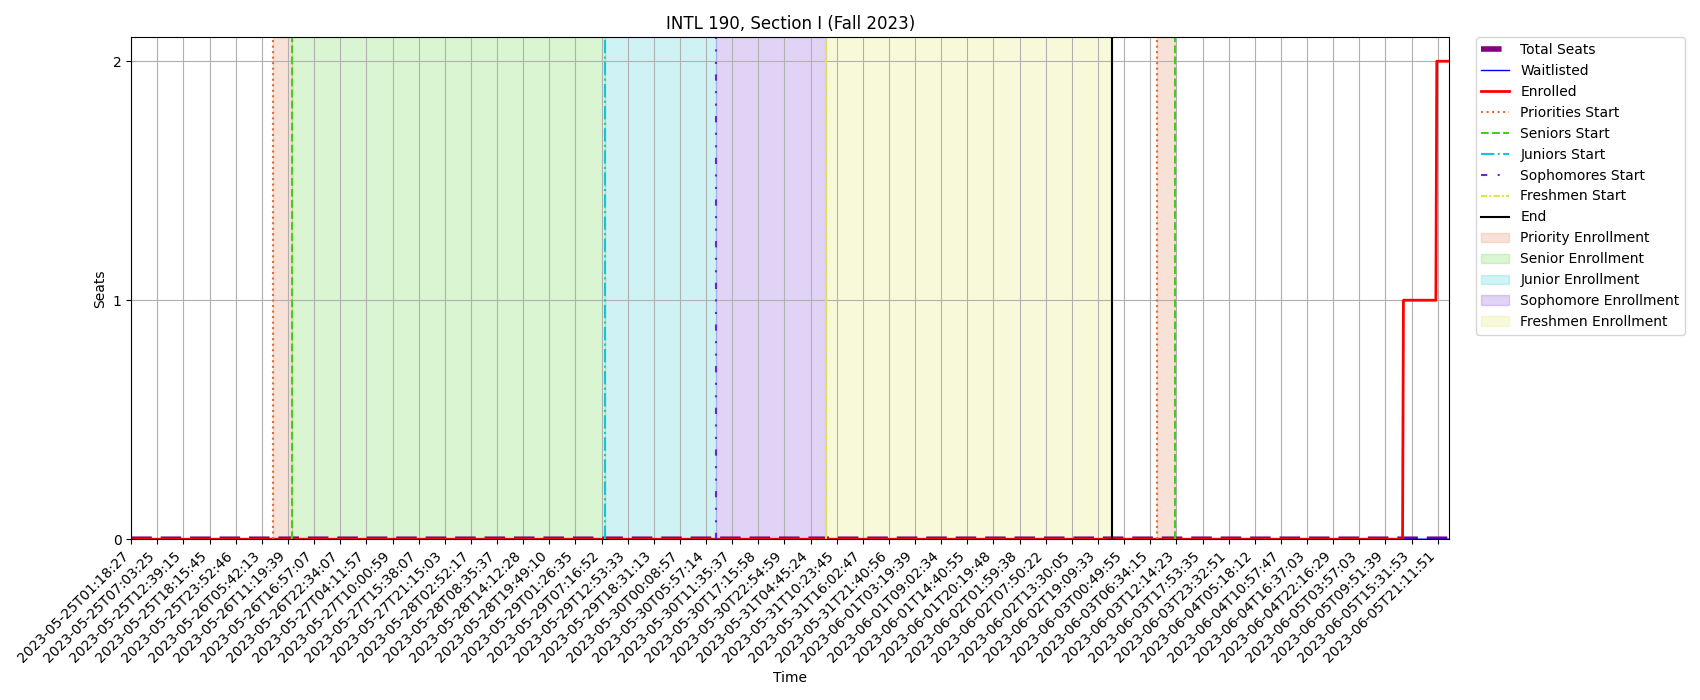 INTL 190, Section I (Fall 2023)
2
1
0
Seats
2023-05-25T01:18:27
2023-05-25T07:03:25
2023-05-25T12:39:15
2023-05-25T18:15:45
2023-05-25T23:52:46
2023-05-26T05:42:13
2023-05-26T11:19:39
2023-05-26T16:57:07
2023-05-26T22:34:07
2023-05-27T04:11:57
2023-05-27T10:00:59
2023-05-27T15:38:07
2023-05-27T21:15:03
2023-05-28T02:52:17
2023-05-28T08:35:37
2023-05-28T14:12:28
2023-05-28T19:49:10
2023-05-29T01:26:35
2023-05-29T07:16:52
2023-05-29T12:53:33
2023-05-29T18:31:13
2023-05-30T00:08:57
2023-05-30T05:57:14
2023-05-30T11:35:37
2023-05-30T17:15:58
2023-05-30T22:54:59
2023-05-31T04:45:24
2023-05-31T10:23:45
2023-05-31T16:02:47
2023-05-31T21:40:56
2023-06-01T03:19:39
2023-06-01T09:02:34
2023-06-01T14:40:55
2023-06-01T20:19:48
2023-06-02T01:59:38
2023-06-02T07:50:22
2023-06-02T13:30:05
2023-06-02T19:09:33
2023-06-03T00:49:55
2023-06-03T06:34:15
2023-06-03T12:14:23
2023-06-03T17:53:35
2023-06-03T23:32:51
2023-06-04T05:18:12
2023-06-04T10:57:47
2023-06-04T16:37:03
2023-06-04T22:16:29
2023-06-05T03:57:03
2023-06-05T09:51:39
2023-06-05T15:31:53
2023-06-05T21:11:51
Time
Total Seats
Waitlisted
Enrolled
Priorities Start
Seniors Start
Juniors Start
Sophomores Start
Freshmen Start
End
Priority Enrollment
Senior Enrollment
Junior Enrollment
Sophomore Enrollment
Freshmen Enrollment